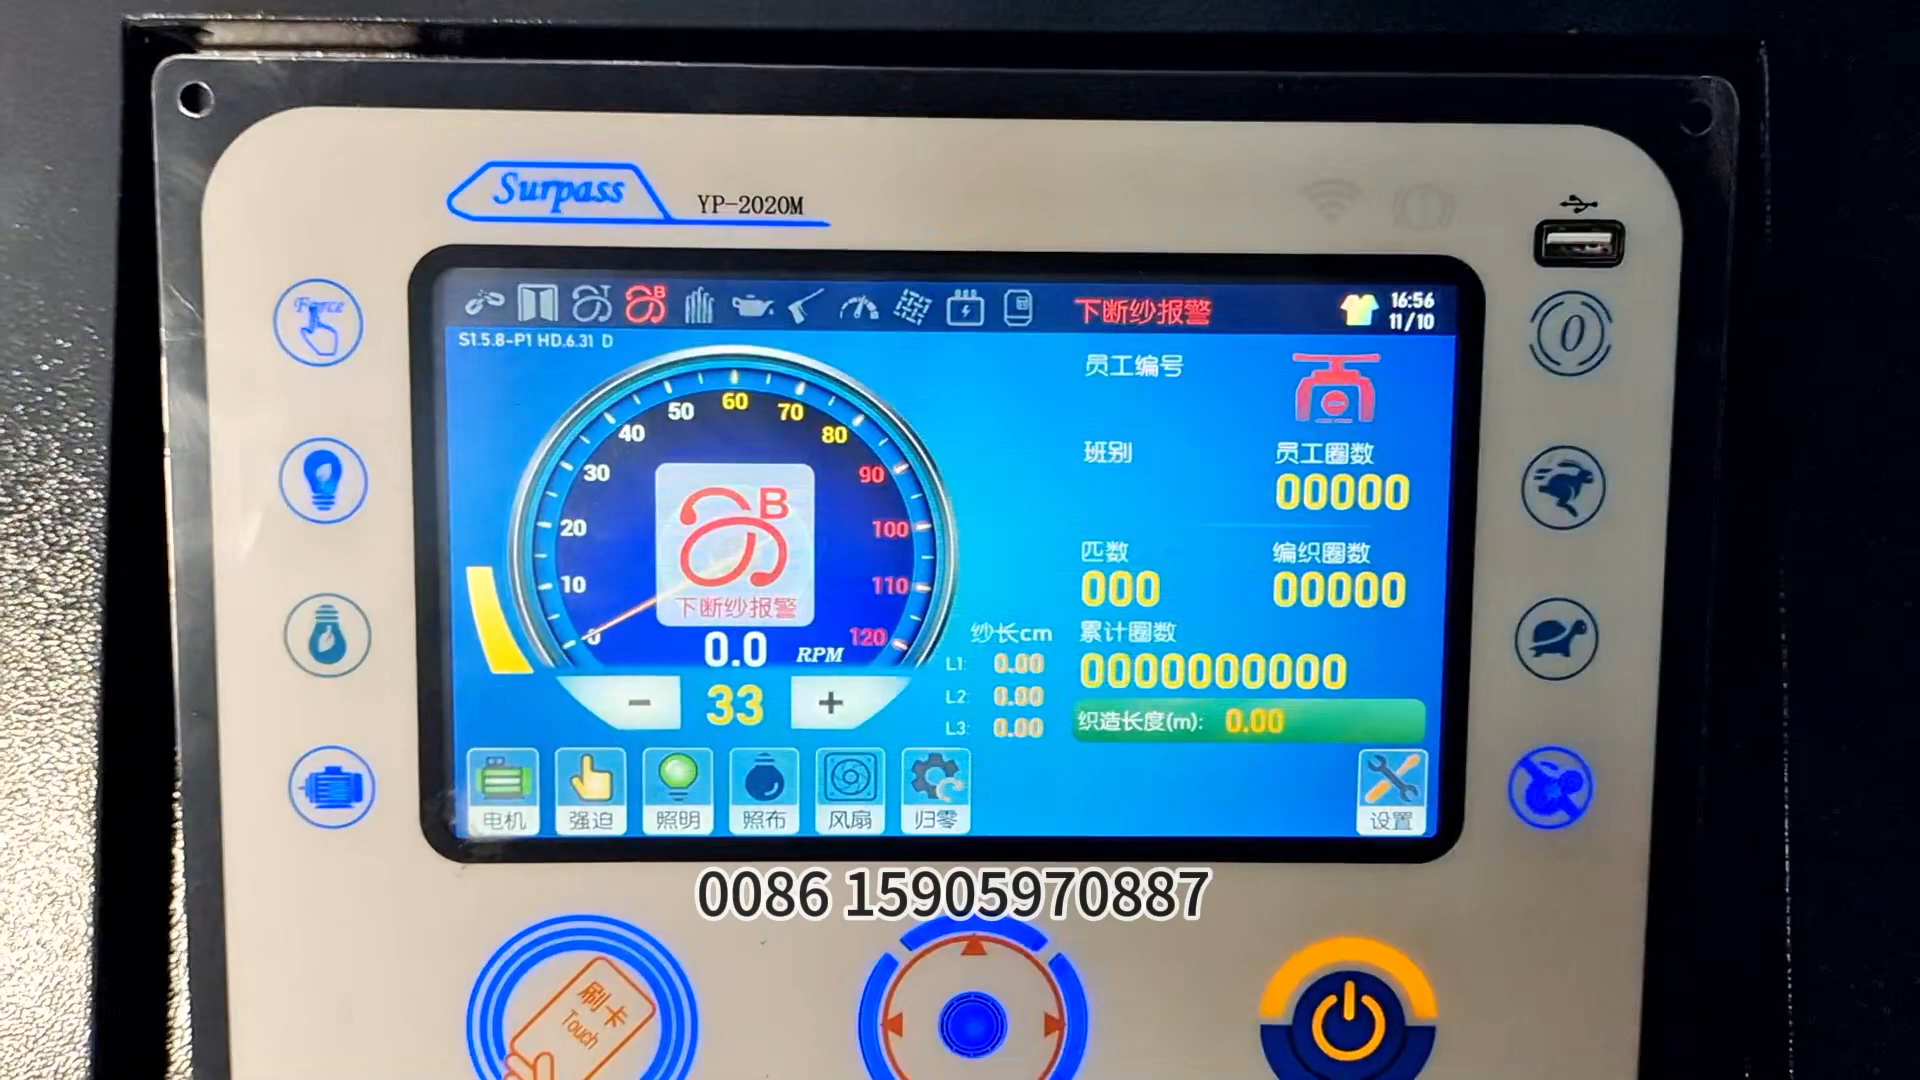 Surpass
YP-2020M
Force
0
T
B
下断纱报警
16:56
11/10
S1.5.8-P1 HD.6.31 D
0
10
20
30
40
50
60
70
80
90
100
110
120
B
下断纱报警
0.0 RPM
- 33 +
员工编号
班别
员工圈数
00000
匹数
000
编织圈数
00000
纱长cm
L1: 0.00
L2: 0.00
L3: 0.00
累计圈数
0000000000
织造长度(m): 0.00
电机
强迫
照明
照布
风扇
归零
设置
0086 15905970887
刷卡
Touch